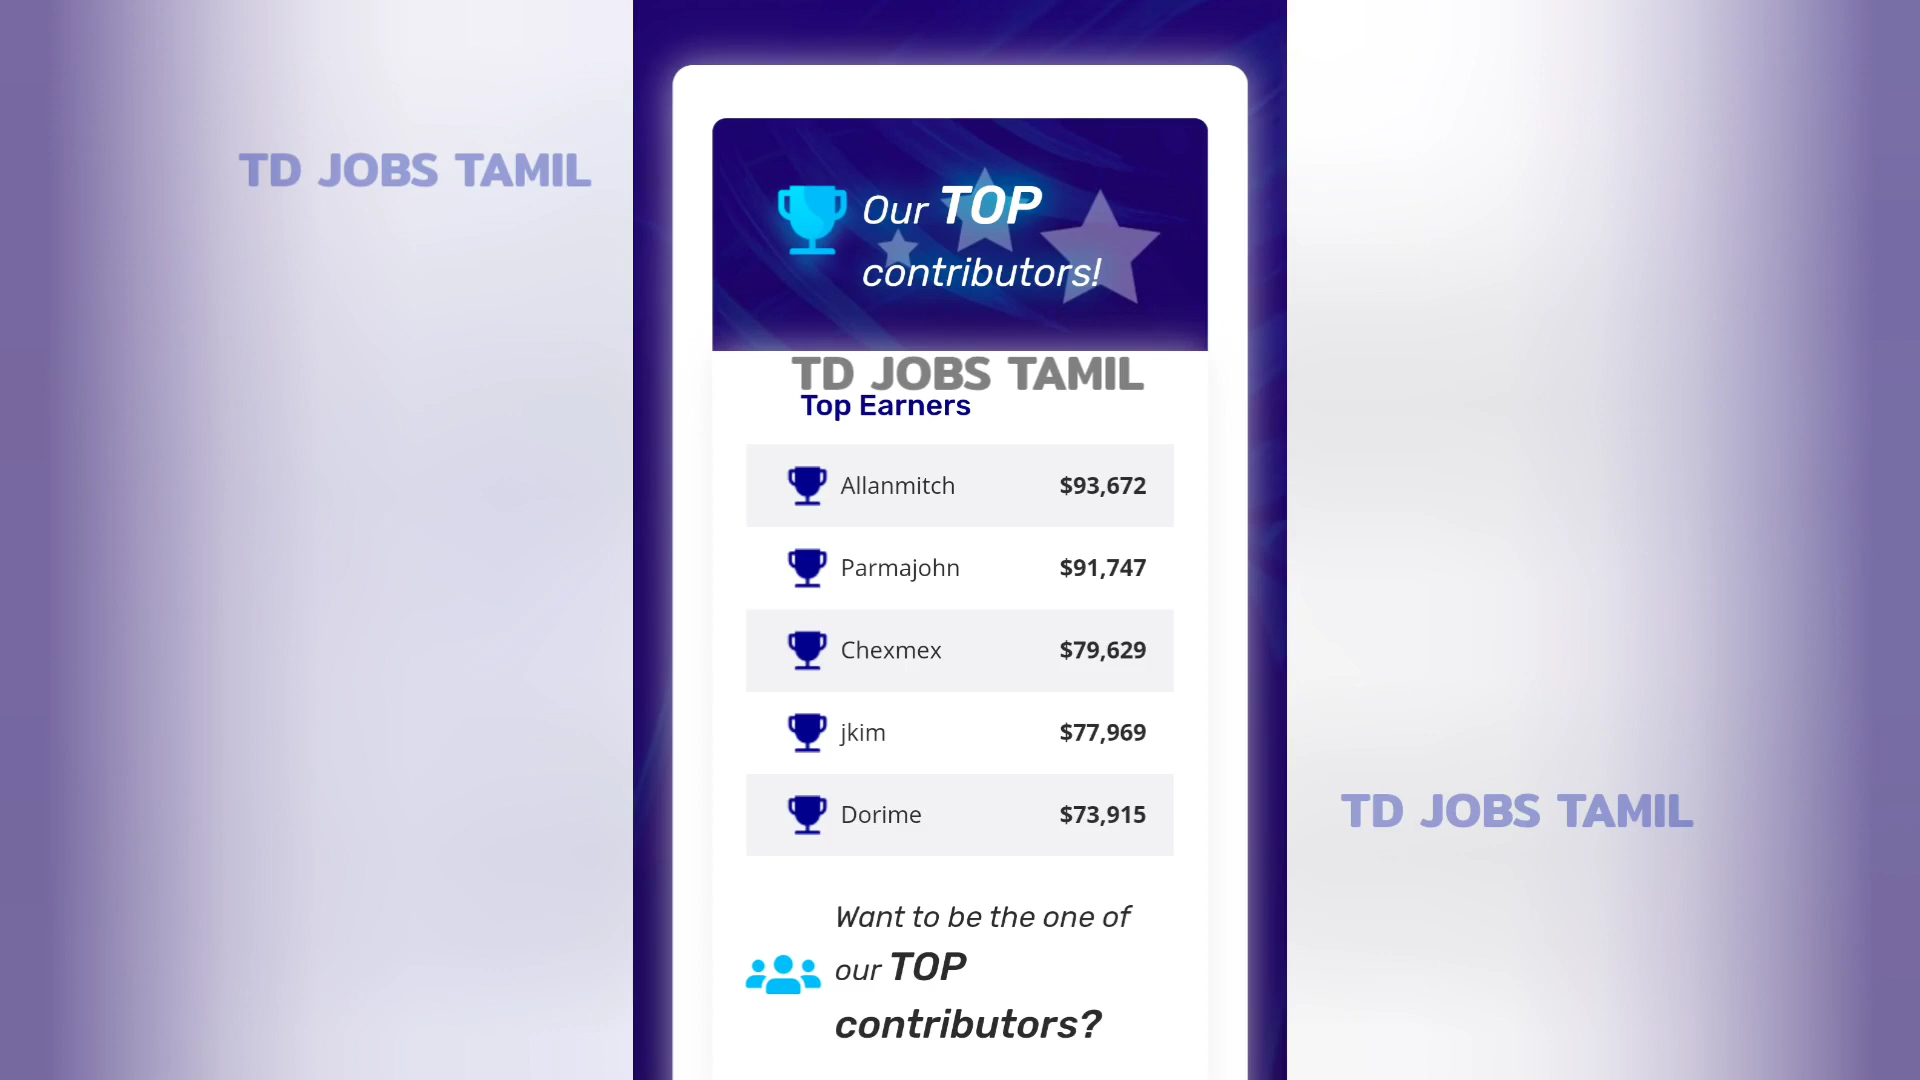 TD JOBS TAMIL
Our TOP
contributors!
TD JOBS TAMIL
Top Earners
Allanmitch $93,672
Parmajohn $91,747
Chexmex $79,629
jkim $77,969
Dorime $73,915
TD JOBS TAMIL
Want to be the one of
our TOP
contributors?